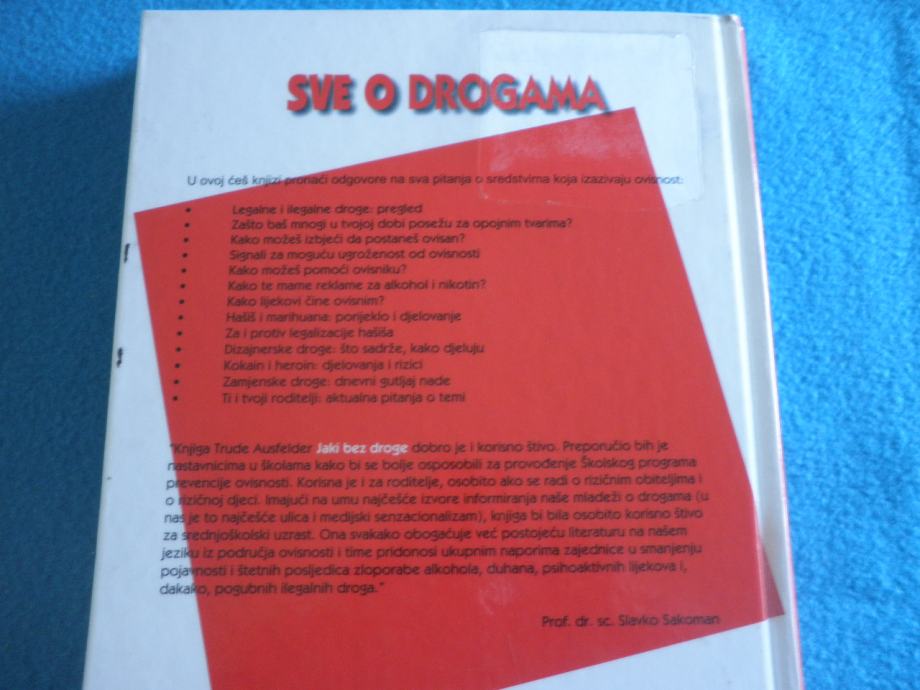 SVE O DROGAMA
U ovoj ćeš knjizi pronaći odgovore na sva pitanja o sredstvima koja izazivaju ovisnost:
• Legalne i ilegalne droge: pregled
• Zašto baš mnogi u tvojoj dobi posežu za opojnim tvarima?
• Kako možeš izbjeći da postaneš ovisan?
• Signali za moguću ugroženost od ovisnosti
• Kako možeš pomoći ovisniku?
• Kako te mame reklame za alkohol i nikotin?
• Kako lijekovi čine ovisnim?
• Hašiš i marihuana: porijeklo i djelovanje
• Za i protiv legalizacije hašiša
• Dizajnerske droge: što sadrže, kako djeluju
• Kokain i heroin: djelovanja i rizici
• Zamjenske droge: dnevni gutljaj nade
• Ti i tvoji roditelji: aktualna pitanja o temi
"Knjiga Trude Ausfelder Jaki bez droge dobro je i korisno štivo. Preporučio bih je
nastavnicima u školama kako bi se bolje osposobili za provođenje Školskog programa
prevencije ovisnosti. Korisna je i za roditelje, osobito ako se radi o rizičnim obiteljima i
o rizičnoj djeci. Imajući na umu najčešće izvore informiranja naše mladeži o drogama (u
nas je to najčešće ulica i medijski senzacionalizam), knjiga bi bila osobito korisno štivo
za srednjoškolski uzrast. Ona svakako obogaćuje već postojeću literaturu na našem
jeziku iz područja ovisnosti i time pridonosi ukupnim naporima zajednice u smanjenju
pojavnosti i štetnih posljedica zloporabe alkohola, duhana, psihoaktivnih lijekova i,
dakako, pogubnih ilegalnih droga."
Prof. dr. sc. Slavko Sakoman